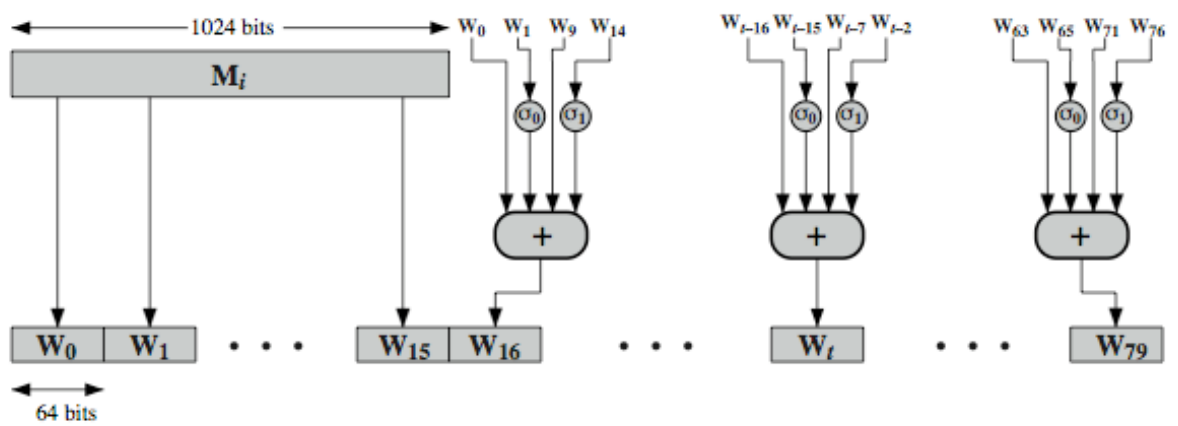 1024 bits
W₀ W₁ W₉ W₁₄
Wₜ₋₁₆ Wₜ₋₁₅ Wₜ₋₇ Wₜ₋₂
W₆₃ W₆₅ W₇₁ W₇₆
Mᵢ
σ₀ σ₁
σ₀ σ₁
σ₀ σ₁
+
+
+
W₀ W₁ • • • W₁₅ W₁₆ • • • Wₜ • • • W₇₉
64 bits